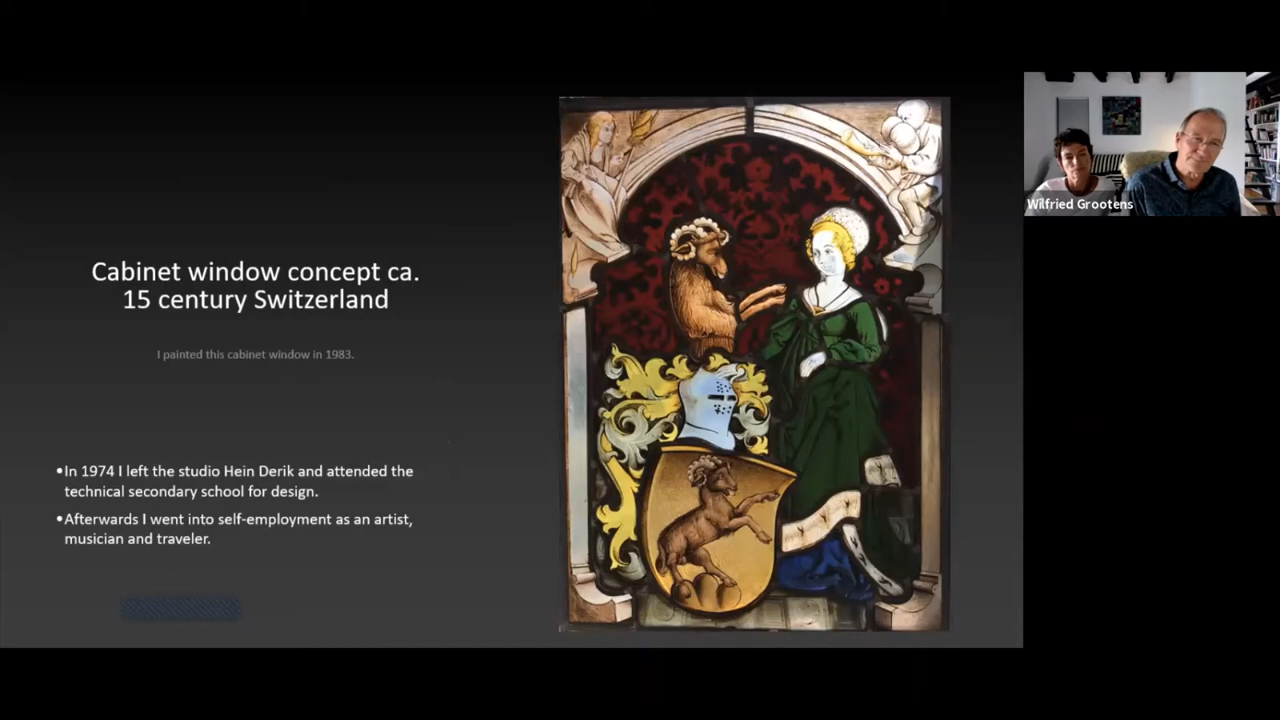 Cabinet window concept ca.
15 century Switzerland
I painted this cabinet window in 1983.
•In 1974 I left the studio Hein Derik and attended the
technical secondary school for design.
•Afterwards I went into self-employment as an artist,
musician and traveler.
Wilfried Grootens